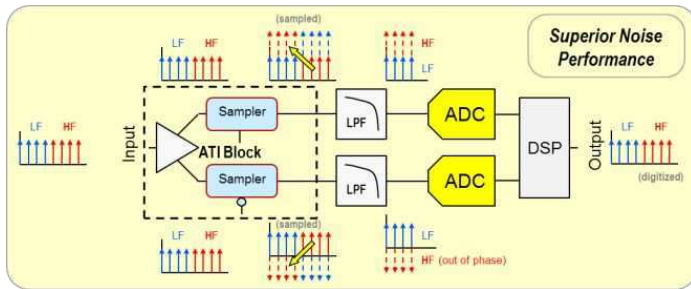 (sampled)
LF HF
HF
LF
Superior Noise
Performance
LF HF
Input
ATI Block
Sampler
Sampler
LPF
LPF
ADC
ADC
DSP
Output
LF HF
(digitized)
LF HF
(sampled)
LF
HF (out of phase)